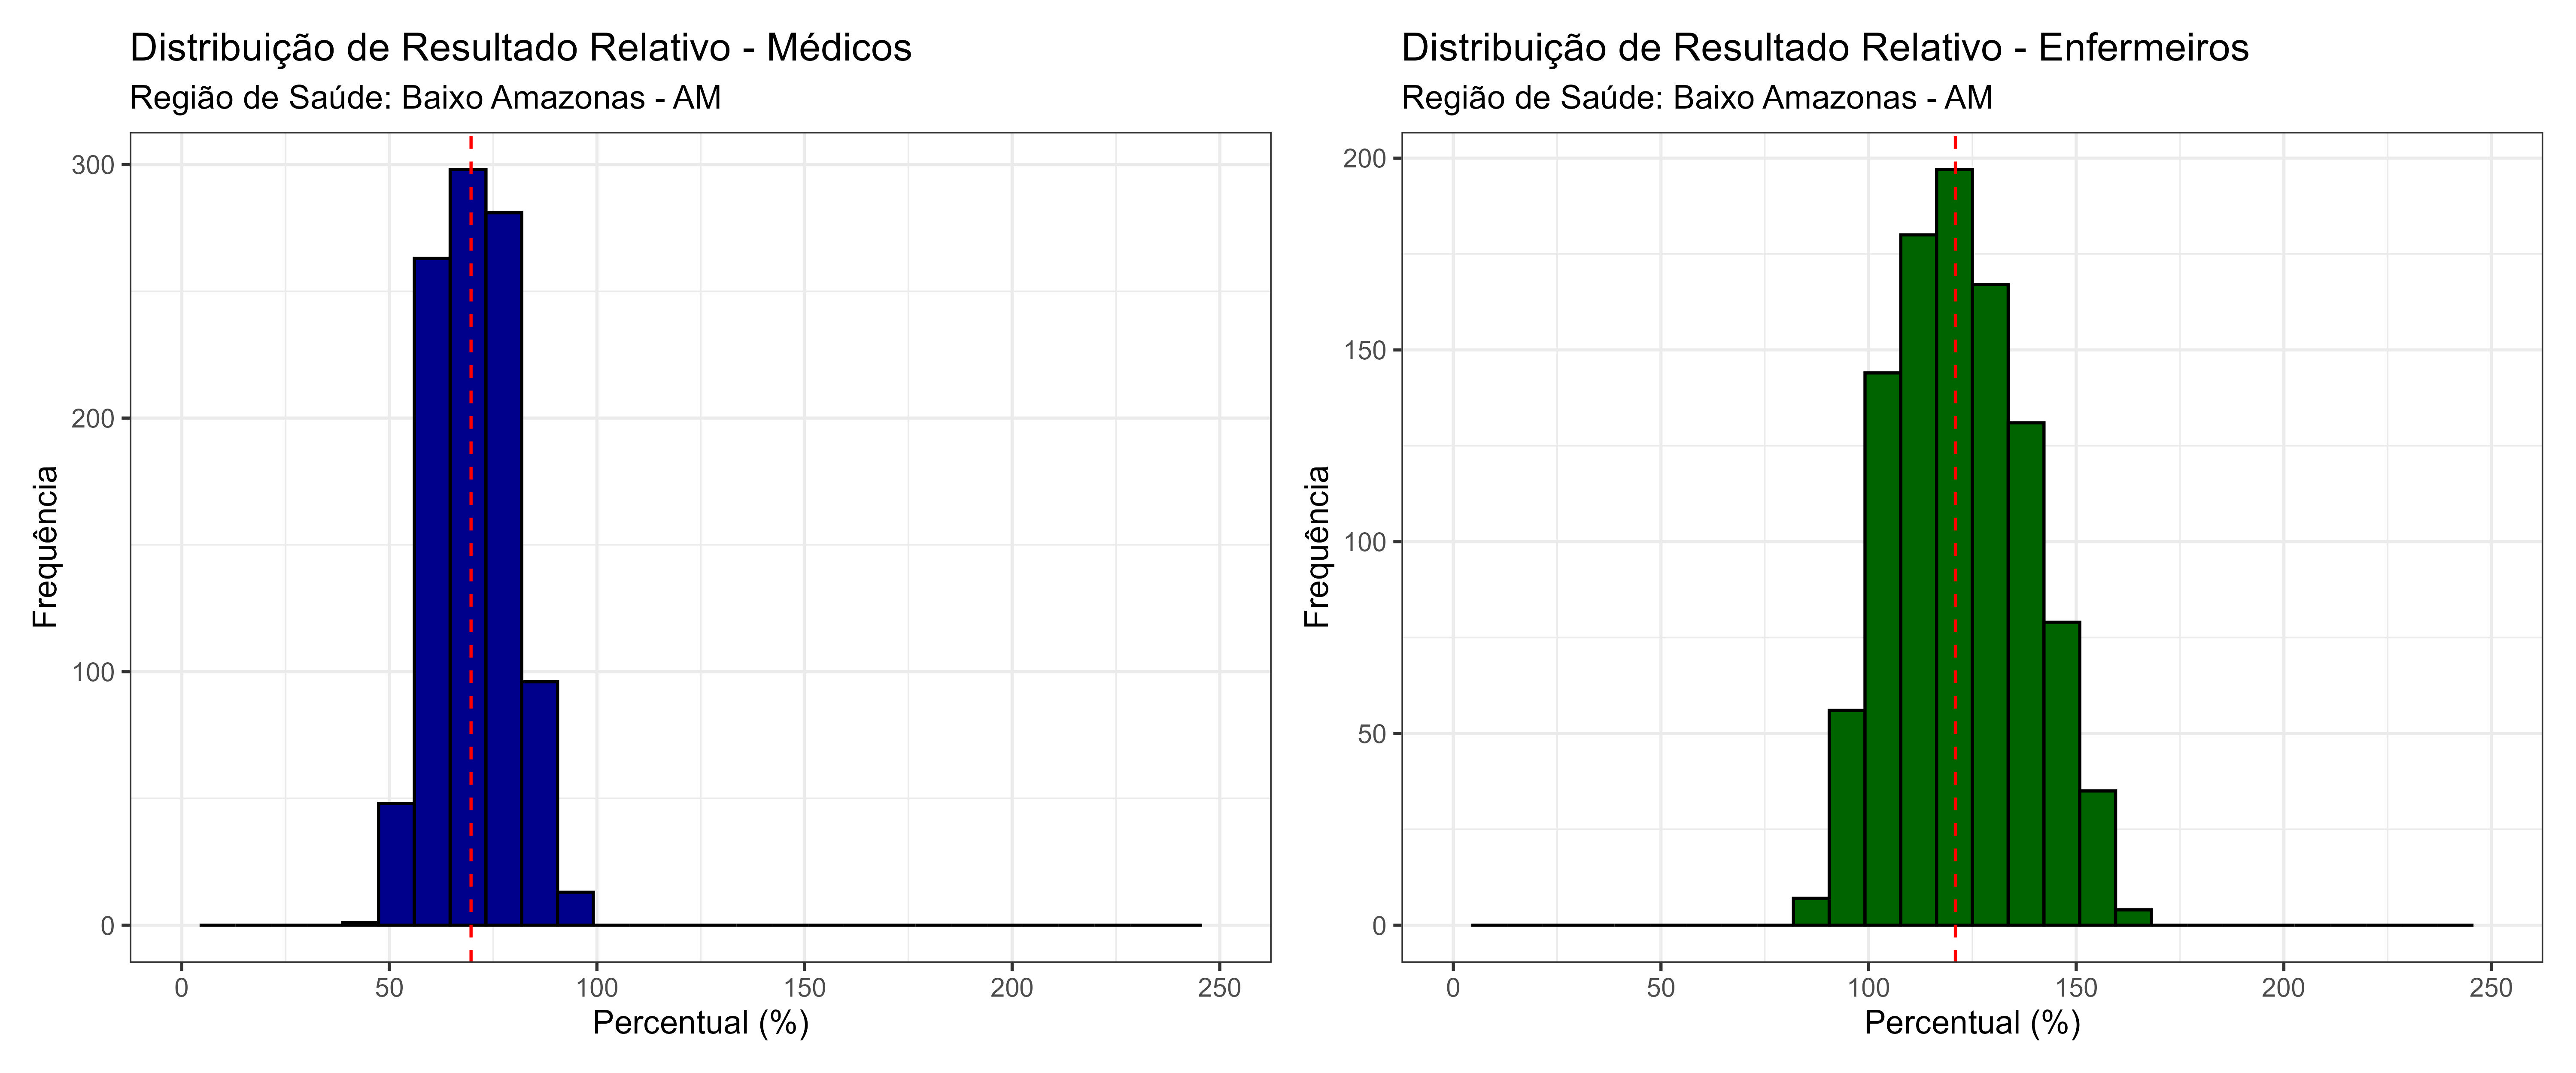 Distribuição de Resultado Relativo - Médicos
Região de Saúde: Baixo Amazonas - AM
300
200
100
0
Frequência
0 50 100 150 200 250
Percentual (%)
Distribuição de Resultado Relativo - Enfermeiros
Região de Saúde: Baixo Amazonas - AM
200
150
100
50
0
Frequência
0 50 100 150 200 250
Percentual (%)